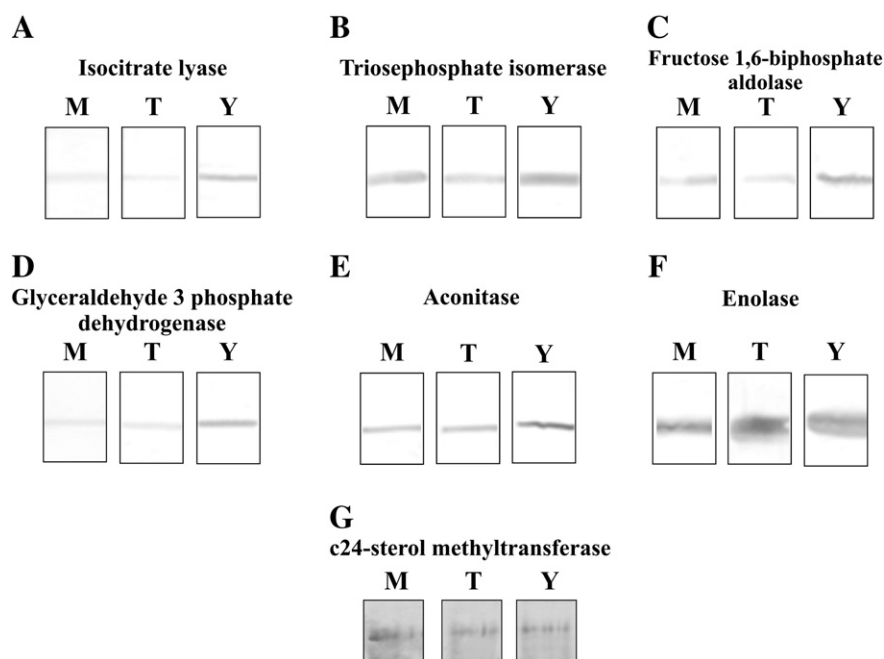 A
Isocitrate lyase
M T Y
B
Triosephosphate isomerase
M T Y
C
Fructose 1,6-biphosphate
aldolase
M T Y
D
Glyceraldehyde 3 phosphate
dehydrogenase
M T Y
E
Aconitase
M T Y
F
Enolase
M T Y
G
c24-sterol methyltransferase
M T Y